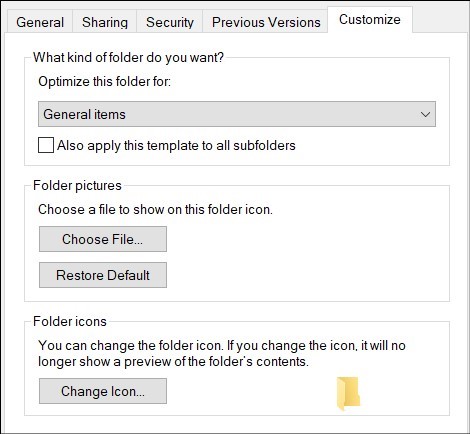 General Sharing Security Previous Versions Customize
What kind of folder do you want?
Optimize this folder for:
General items
Also apply this template to all subfolders
Folder pictures
Choose a file to show on this folder icon.
Choose File...
Restore Default
Folder icons
You can change the folder icon. If you change the icon, it will no
longer show a preview of the folder's contents.
Change Icon...